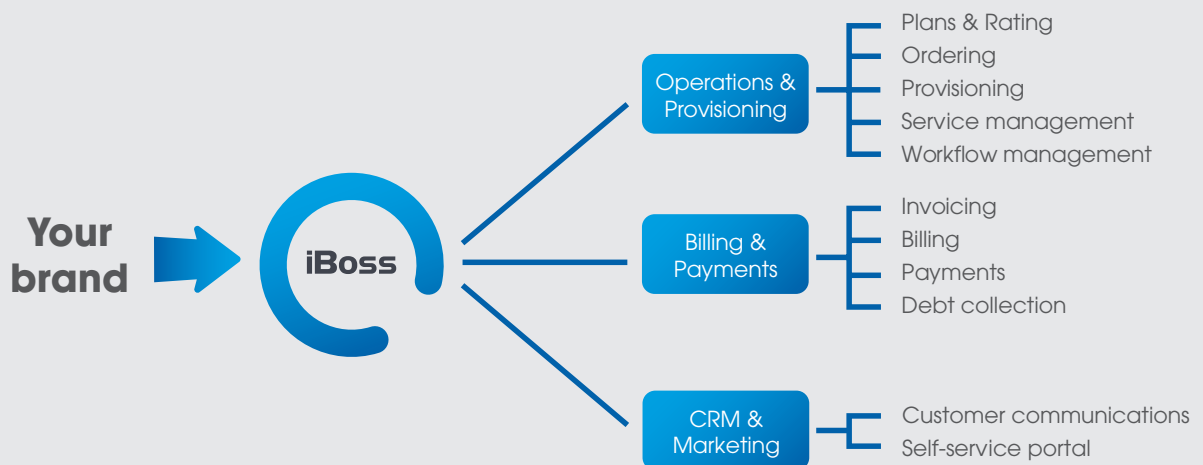 Your
brand
iBoss
Operations &
Provisioning
Plans & Rating
Ordering
Provisioning
Service management
Workflow management
Billing &
Payments
Invoicing
Billing
Payments
Debt collection
CRM &
Marketing
Customer communications
Self-service portal